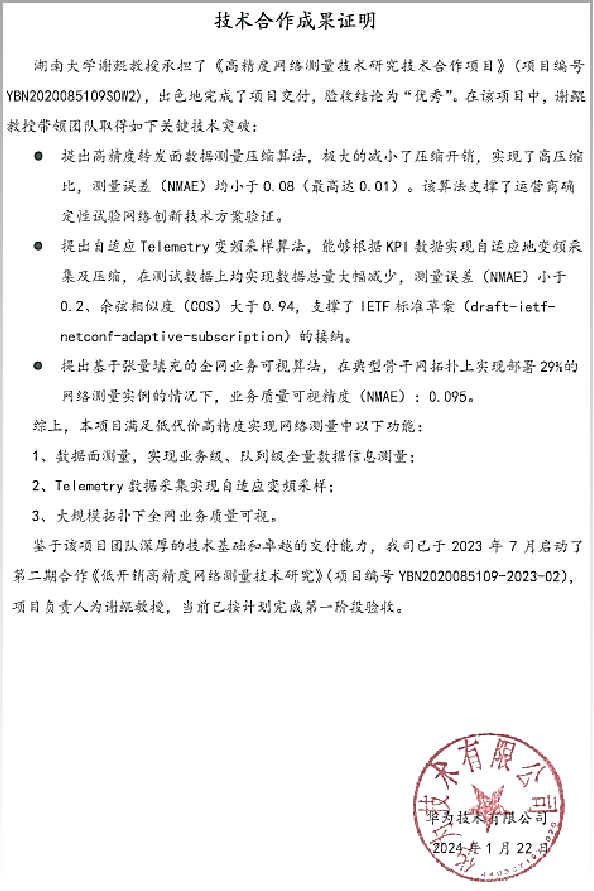 技术合作成果证明
湖南大学谢鲲教授承担了《高精度网络测量技术研究技术合作项目》（项目编号
YBN2020085109SOW2），出色地完成了项目交付，验收结论为“优秀”。在该项目中，谢鲲
教授带领团队取得如下关键技术突破：
● 提出高精度转发面数据测量压缩算法，极大的减小了压缩开销，实现了高压缩
比，测量误差（NMAE）均小于 0.08（最高达 0.01）。该算法支撑了运营商确
定性试验网络创新技术方案验证。
● 提出自适应 Telemetry 变频采样算法，能够根据 KPI 数据实现自适应地变频采
集及压缩，在测试数据上均实现数据总量大幅减少，测量误差（NMAE）小于
0.2、余弦相似度（COS）大于 0.94，支撑了 IETF 标准草案（draft-ietf-
netconf-adaptive-subscription）的接纳。
● 提出基于张量填充的全网业务可视算法，在典型骨干网拓扑上实现部署 29%的
网络测量实例的情况下，业务质量可视精度（NMAE）：0.095。
综上，本项目满足低代价高精度实现网络测量中以下功能：
1、数据面测量，实现业务级、队列级全量数据信息测量；
2、Telemetry 数据采集实现自适应变频采样；
3、大规模拓扑下全网业务质量可视。
鉴于该项目团队深厚的技术基础和卓越的交付能力，我司已于 2023 年 7 月启动了
第二期合作《低开销高精度网络测量技术研究》（项目编号 YBN2020085109-2023-02），
项目负责人为谢鲲教授，当前已按计划完成第一阶段验收。
华为技术有限公司
华为技术有限公司
2024 年 1 月 22 日